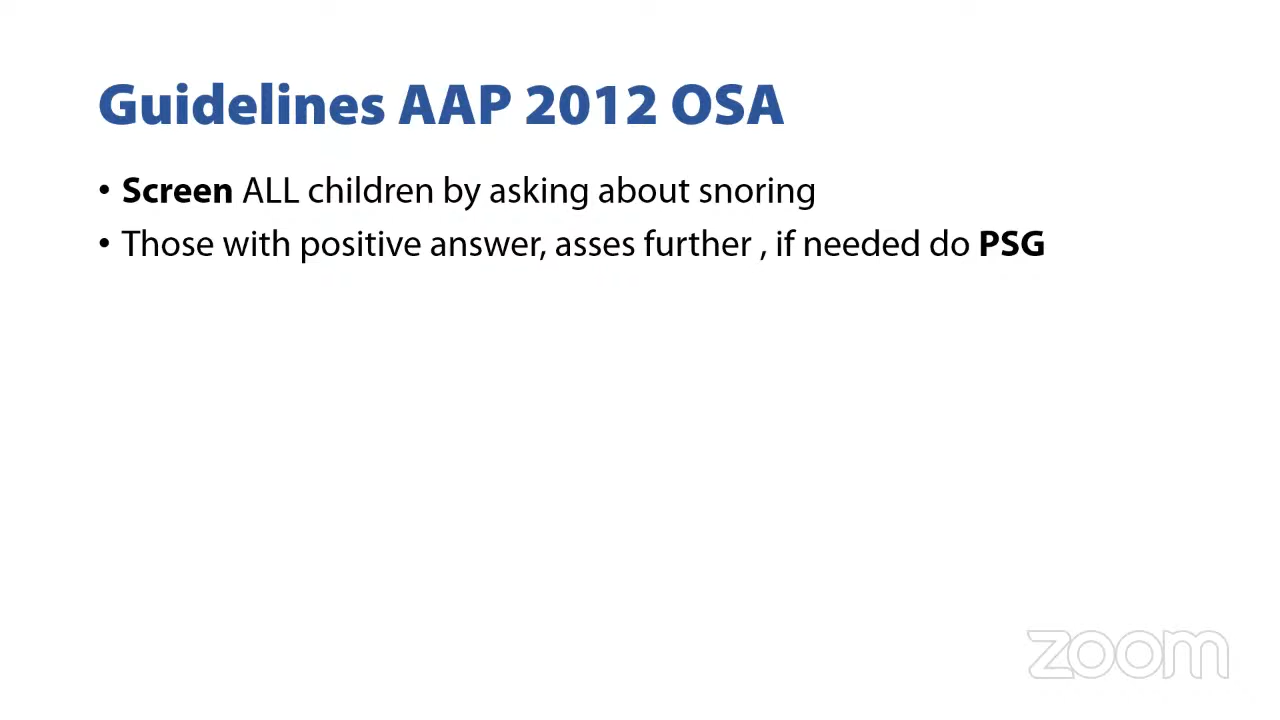 Guidelines AAP 2012 OSA
• Screen ALL children by asking about snoring
• Those with positive answer, asses further , if needed do PSG
zoom